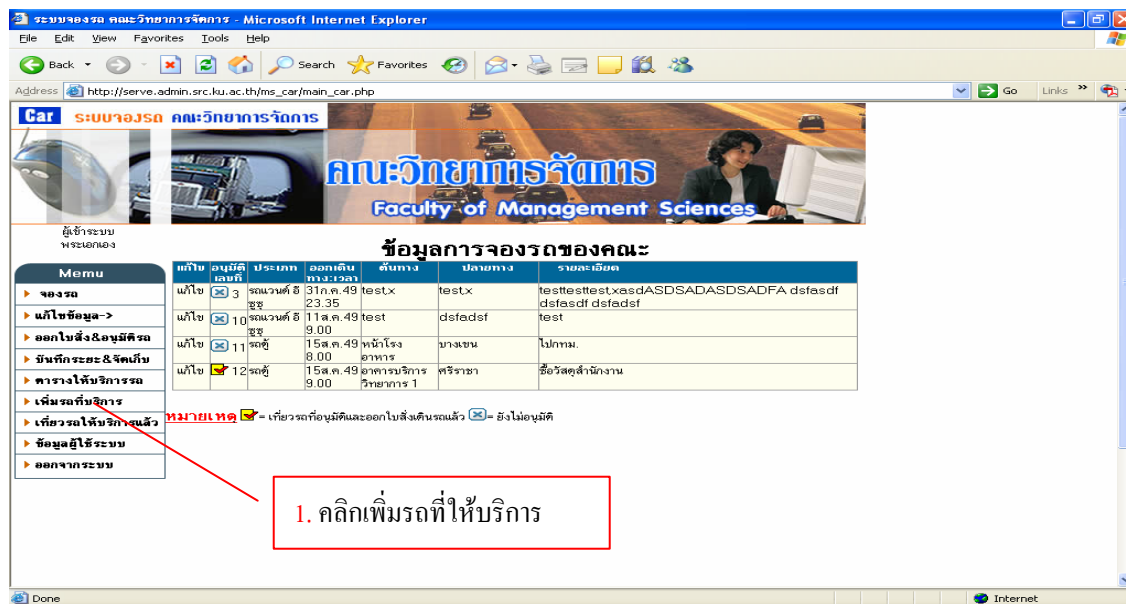 ระบบจองรถ คณะวิทยาการจัดการ - Microsoft Internet Explorer
File Edit View Favorites Tools Help
Back Search Favorites
Address http://serve.admin.src.ku.ac.th/ms_car/main_car.php Go Links
Car ระบบจองรถ คณะวิทยาการจัดการ
คณะวิทยาการจัดการ
Faculty of Management Sciences
ผู้เข้าระบบ
พระเอกเอง
ข้อมูลการจองรถของคณะ
Memu
จองรถ
แก้ไขข้อมูล->
ออกใบสั่ง&อนุมัติรถ
บันทึกระยะ&จัดเก็บ
ตารางให้บริการรถ
เพิ่มรถที่บริการ
เที่ยวรถให้บริการแล้ว
ข้อมูลผู้ใช้ระบบ
ออกจากระบบ
แก้ไข อนุมัติ ประเภท ออกเดิน ต้นทาง ปลายทาง รายละเอียด
เลขที่ ทาง:เวลา
แก้ไข 3 รถแวนต์ อี 31ก.ค.49 test,x test,x testtesttest,xasdASDSADASDSADFA dsfasdf
ซูซุ 23.35 dsfasdf dsfadsf
แก้ไข 10 รถแวนต์ อี 11ส.ค.49 test dsfadsf test
ซูซุ 9.00
แก้ไข 11 รถตู้ 15ส.ค.49 หน้าโรง บางเขน ไปกทม.
8.00 อาหาร
แก้ไข 12 รถตู้ 15ส.ค.49 อาคารบริการ ศรีราชา ซื้อวัสดุสำนักงาน
9.00 วิทยาการ 1
หมายเหตุ = เที่ยวรถที่อนุมัติและออกใบสั่งเดินรถแล้ว = ยังไม่อนุมัติ
1. คลิกเพิ่มรถที่ให้บริการ
Done Internet